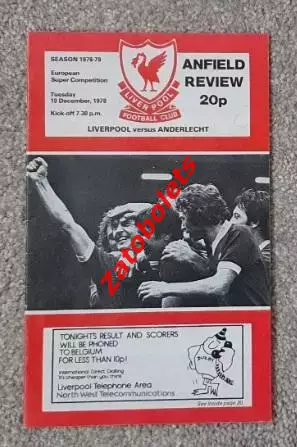 SEASON 1978-79
European
Super Competition
Tuesday
19 December, 1978
Kick-off 7.30 p.m.
LIVERPOOL
FOOTBALL CLUB
ANFIELD
REVIEW
20p
LIVERPOOL versus ANDERLECHT
Zatobolets
TONIGHT'S RESULT AND SCORERS
WILL BE PHONED
TO BELGIUM
FOR LESS THAN 10p!
International Direct Dialling
It's cheaper than you think
Liverpool Telephone Area
North West Telecommunications
See inside page 20